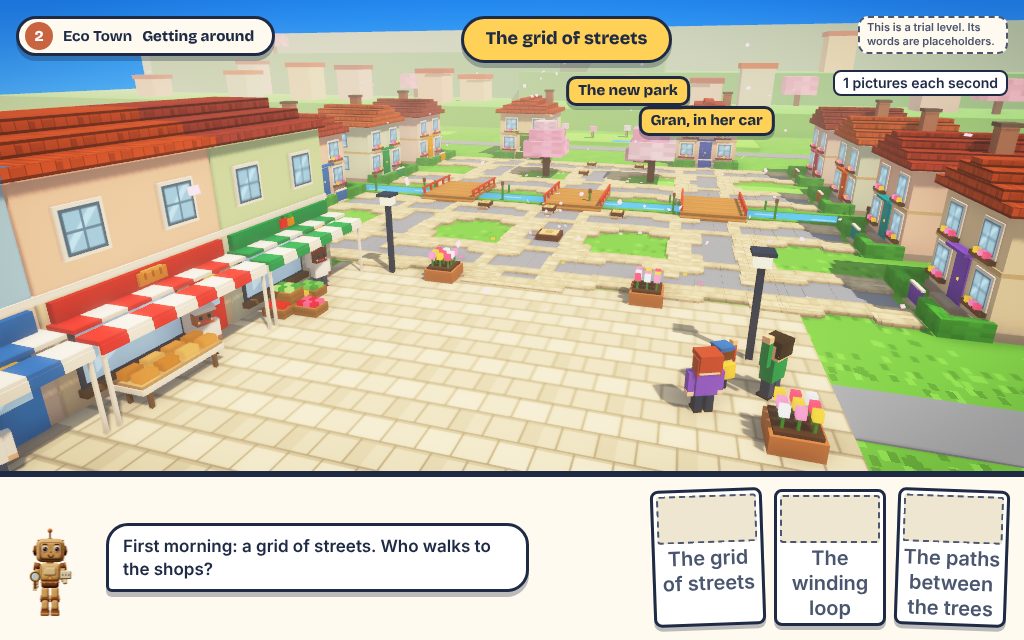 2 Eco Town Getting around
The grid of streets
This is a trial level. Its
words are placeholders.
1 pictures each second
The new park
Gran, in her car
First morning: a grid of streets. Who walks to
the shops?
The grid
of streets
The
winding
loop
The paths
between
the trees